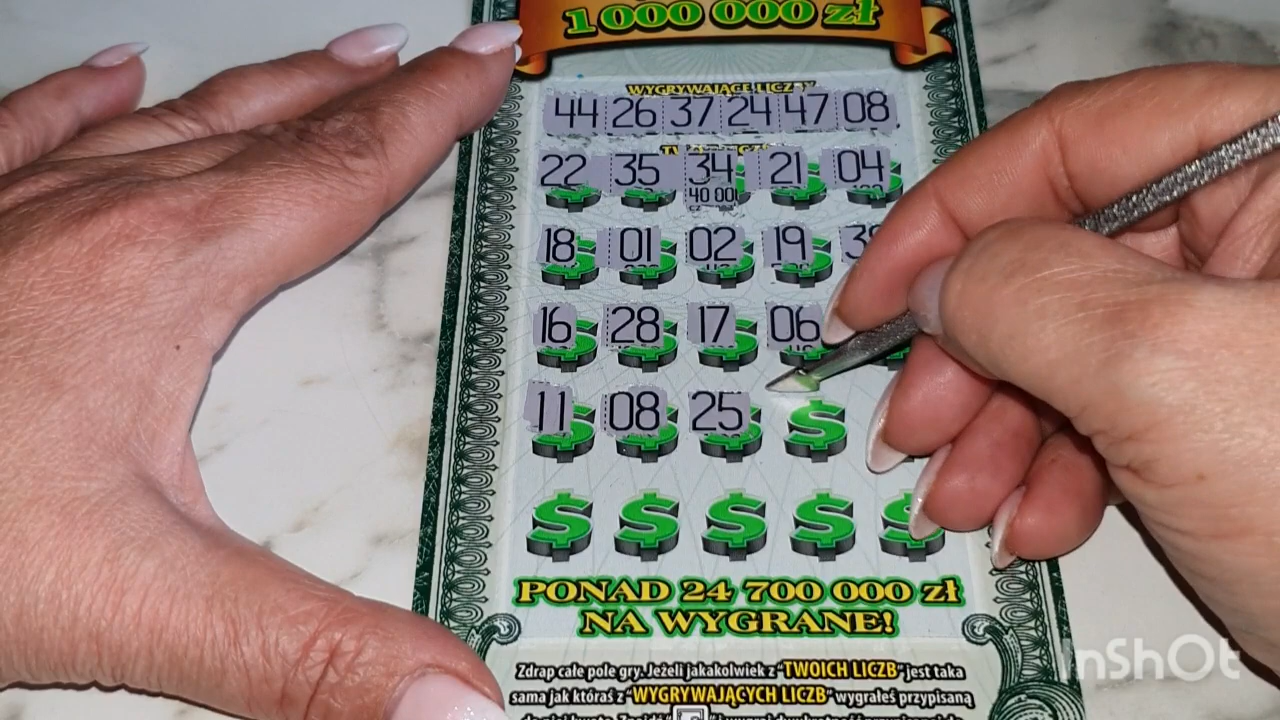 1 000 000 zł
WYGRYWAJĄCE LICZBY
44 26 37 24 47 08
22 35 34 21 04
40 00
18 01 02 19
16 28 17 06
11 08 25
PONAD 24 700 000 zł
NA WYGRANE!
Zdrap całe pole gry. Jeżeli jakakolwiek z "TWOICH LICZB" jest taka
sama jak któraś z "WYGRYWAJĄCYCH LICZB" wygrałeś przypisaną
InShOt